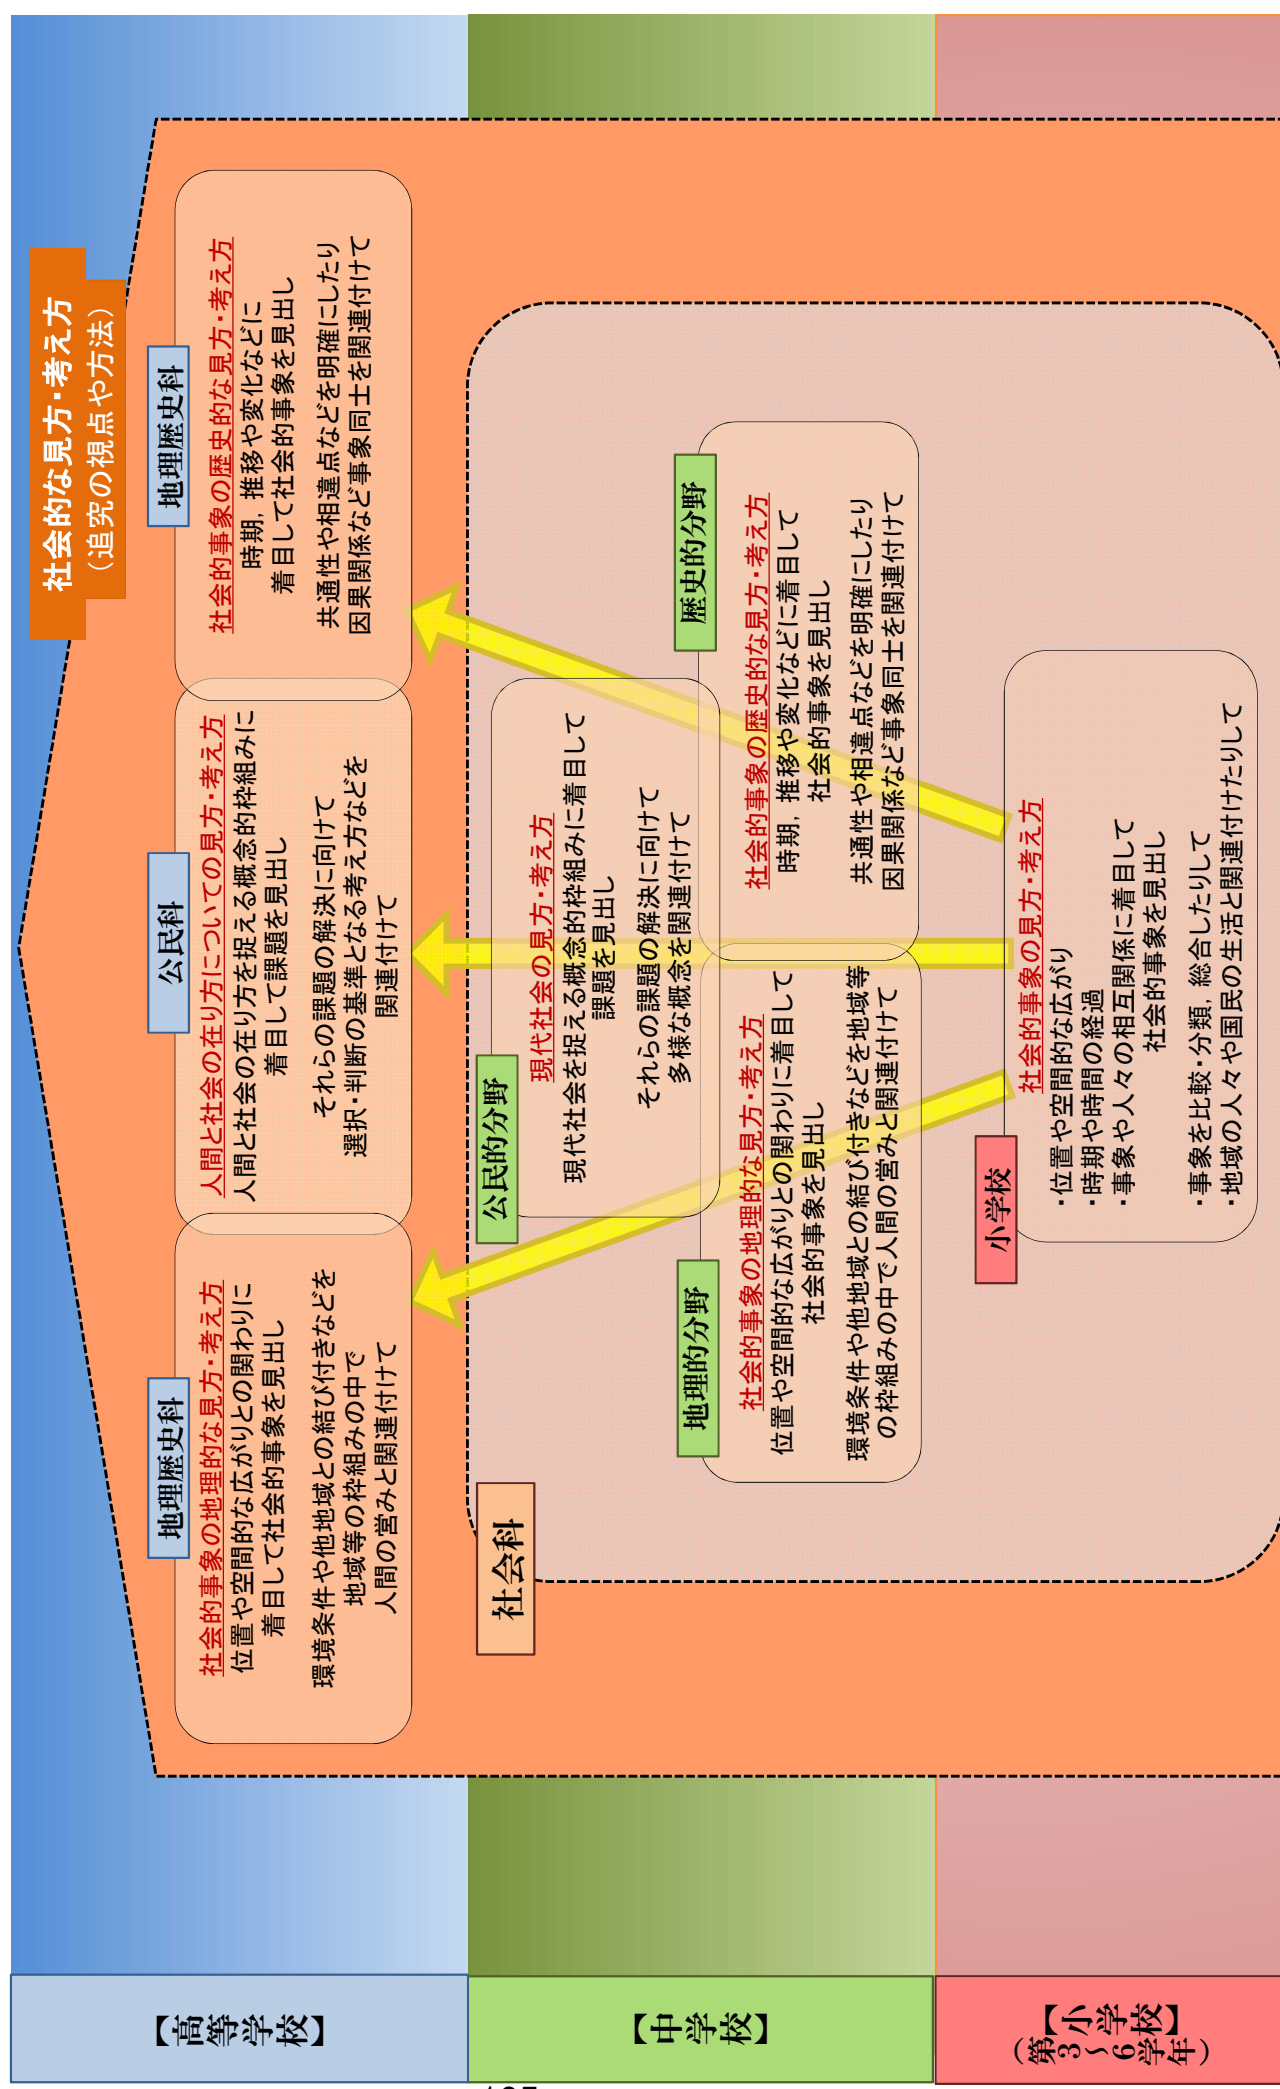 社会的な見方・考え方
（追究の視点や方法）
【高等学校】
地理歴史科
社会的事象の地理的な見方・考え方
位置や空間的な広がりとの関わりに
着目して社会的事象を見出し
環境条件や他地域との結び付きなどを
地域等の枠組みの中で
人間の営みと関連付けて
公民科
人間と社会の在り方についての見方・考え方
人間と社会の在り方を捉える概念的枠組みに
着目して課題を見出し
それらの課題の解決に向けて
選択・判断の基準となる考え方などを
関連付けて
地理歴史科
社会的事象の歴史的な見方・考え方
時期，推移や変化などに
着目して社会的事象を見出し
共通性や相違点などを明確にしたり
因果関係など事象同士を関連付けて
【中学校】
社会科
公民的分野
現代社会の見方・考え方
現代社会を捉える概念的枠組みに着目して
課題を見出し
それらの課題の解決に向けて
多様な概念を関連付けて
地理的分野
社会的事象の地理的な見方・考え方
位置や空間的な広がりとの関わりに着目して
社会的事象を見出し
環境条件や他地域との結び付きなどを地域等
の枠組みの中で人間の営みと関連付けて
歴史的分野
社会的事象の歴史的な見方・考え方
時期，推移や変化などに着目して
社会的事象を見出し
共通性や相違点などを明確にしたり
因果関係など事象同士を関連付けて
【小学校】
（第３～６学年）
小学校
社会的事象の見方・考え方
・位置や空間的な広がり
・時期や時間の経過
・事象や人々の相互関係に着目して
社会的事象を見出し
・事象を比較・分類，総合したりして
・地域の人々や国民の生活と関連付けたりして